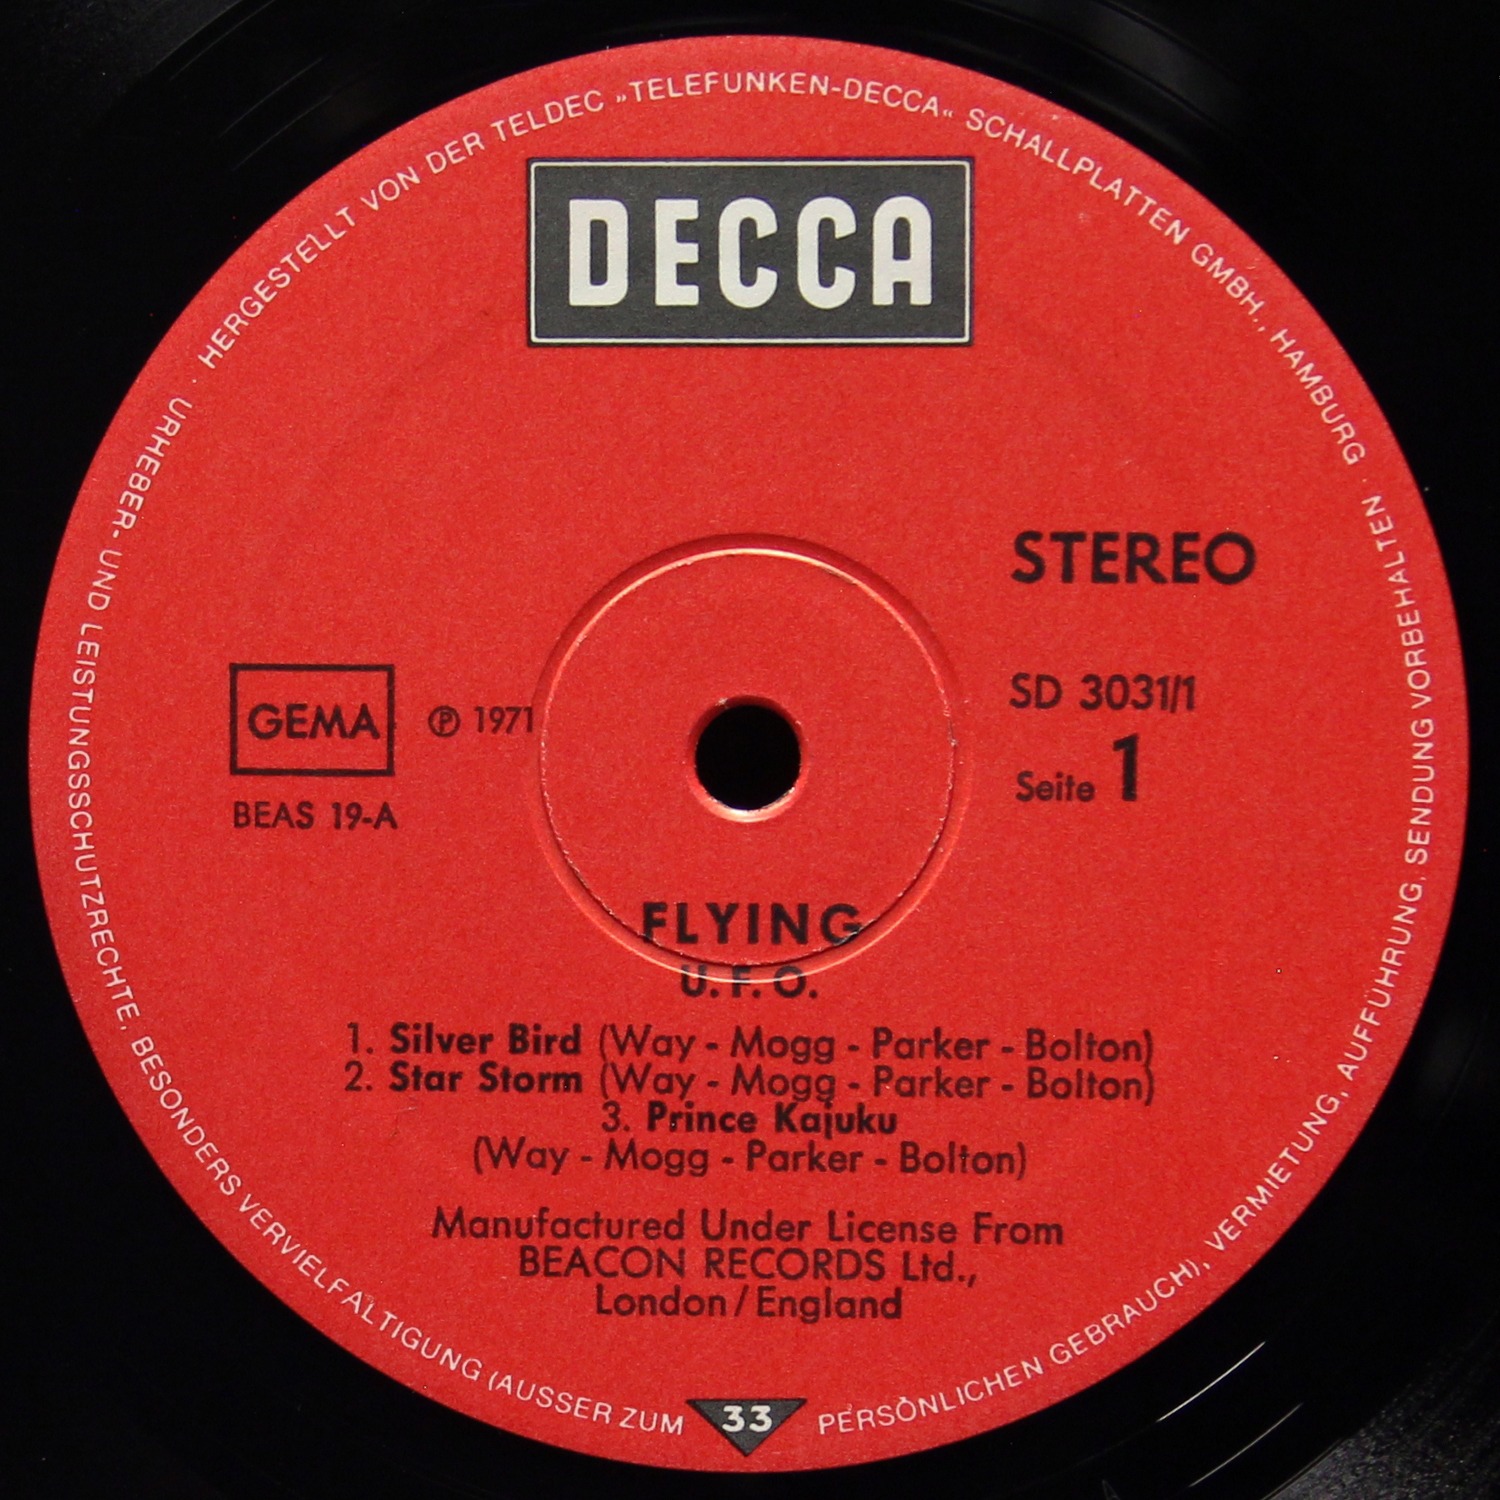 HERGESTELLT VON DER TELDEC »TELEFUNKEN-DECCA« SCHALLPLATTEN GMBH., HAMBURG
DECCA
STEREO
GEMA
℗ 1971
SD 3031/1
Seite 1
BEAS 19-A
FLYING
U.F.O.
1. Silver Bird (Way - Mogg - Parker - Bolton)
2. Star Storm (Way - Mogg - Parker - Bolton)
3. Prince Kajuku
(Way - Mogg - Parker - Bolton)
Manufactured Under License From
BEACON RECORDS Ltd.,
London / England
33
URHEBER- UND LEISTUNGSSCHUTZRECHTE, BESONDERS VERVIELFÄLTIGUNG (AUSSER ZUM PERSÖNLICHEN GEBRAUCH), VERMIETUNG, AUFFÜHRUNG, SENDUNG VORBEHALTEN